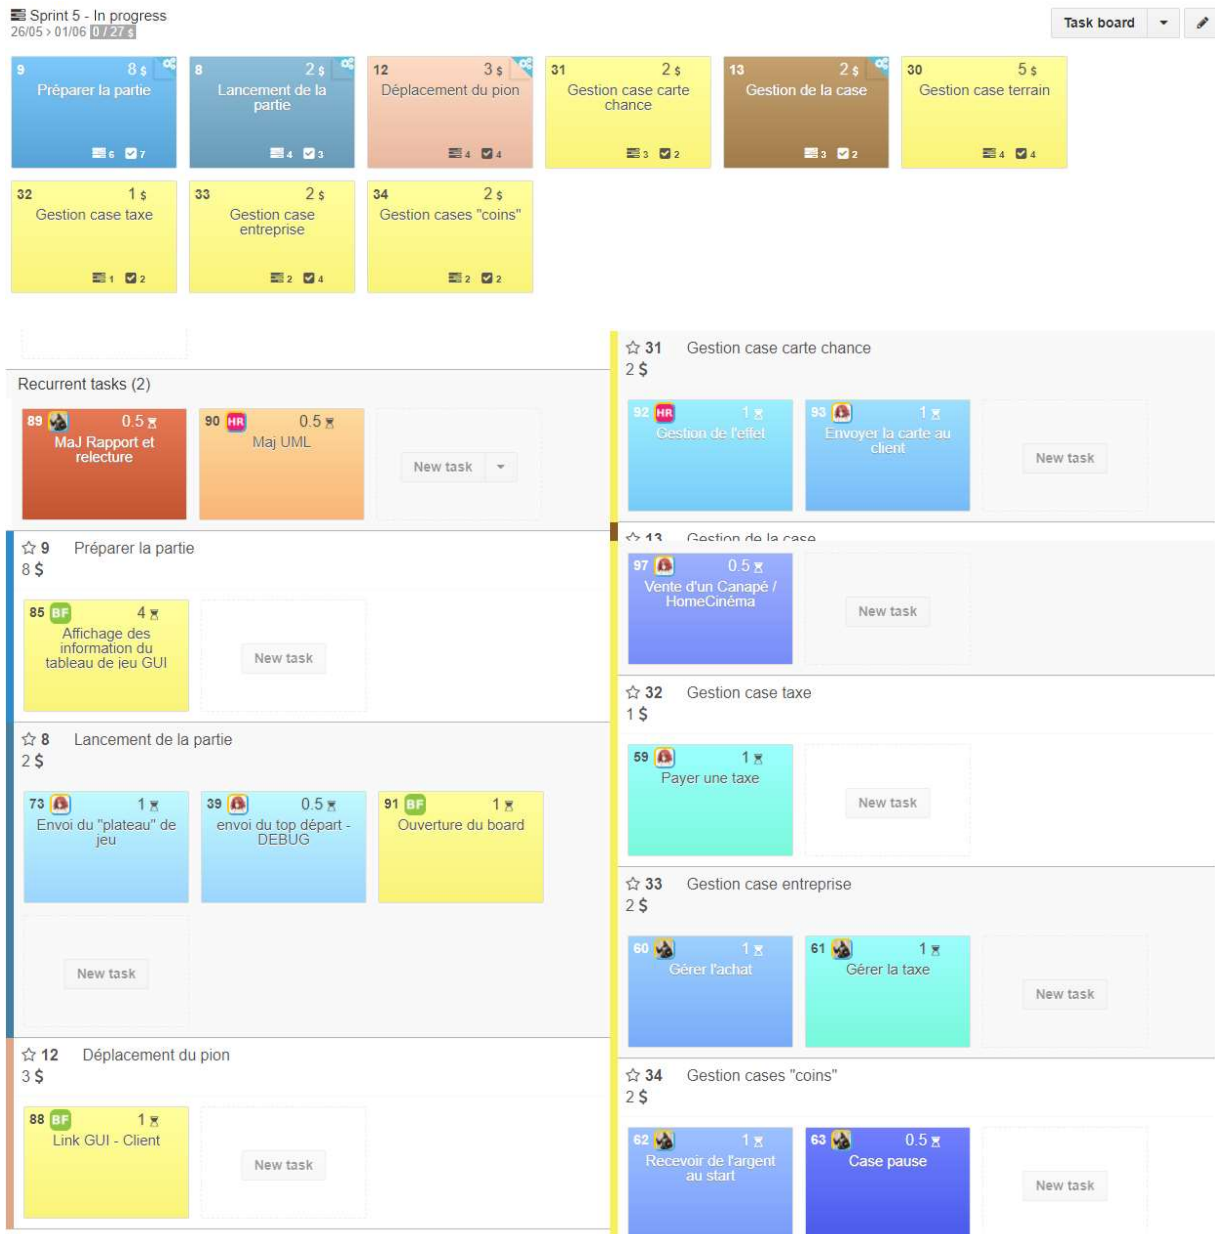 Sprint 5 - In progress
26/05 > 01/06 0 / 27 $
Task board
9 8 $
Préparer la partie
6 7
8 2 $
Lancement de la
partie
4 3
12 3 $
Déplacement du pion
4 4
31 2 $
Gestion case carte
chance
3 2
13 2 $
Gestion de la case
3 2
30 5 $
Gestion case terrain
4 4
32 1 $
Gestion case taxe
1 2
33 2 $
Gestion case
entreprise
2 4
34 2 $
Gestion cases "coins"
2 2
Recurrent tasks (2)
89 0.5
MaJ Rapport et
relecture
90 HR 0.5
Maj UML
New task
9 Préparer la partie
8 $
85 BF 4
Affichage des
information du
tableau de jeu GUI
New task
8 Lancement de la partie
2 $
73 1
Envoi du "plateau" de
jeu
39 0.5
envoi du top départ -
DEBUG
91 BF 1
Ouverture du board
New task
12 Déplacement du pion
3 $
88 BF 1
Link GUI - Client
New task
31 Gestion case carte chance
2 $
92 HR 1
Gestion de l'effet
93 1
Envoyer la carte au
client
New task
13 Gestion de la case
97 0.5
Vente d'un Canapé /
HomeCinéma
New task
32 Gestion case taxe
1 $
59 1
Payer une taxe
New task
33 Gestion case entreprise
2 $
60 1
Gérer l'achat
61 1
Gérer la taxe
New task
34 Gestion cases "coins"
2 $
62 1
Recevoir de l'argent
au start
63 0.5
Case pause
New task